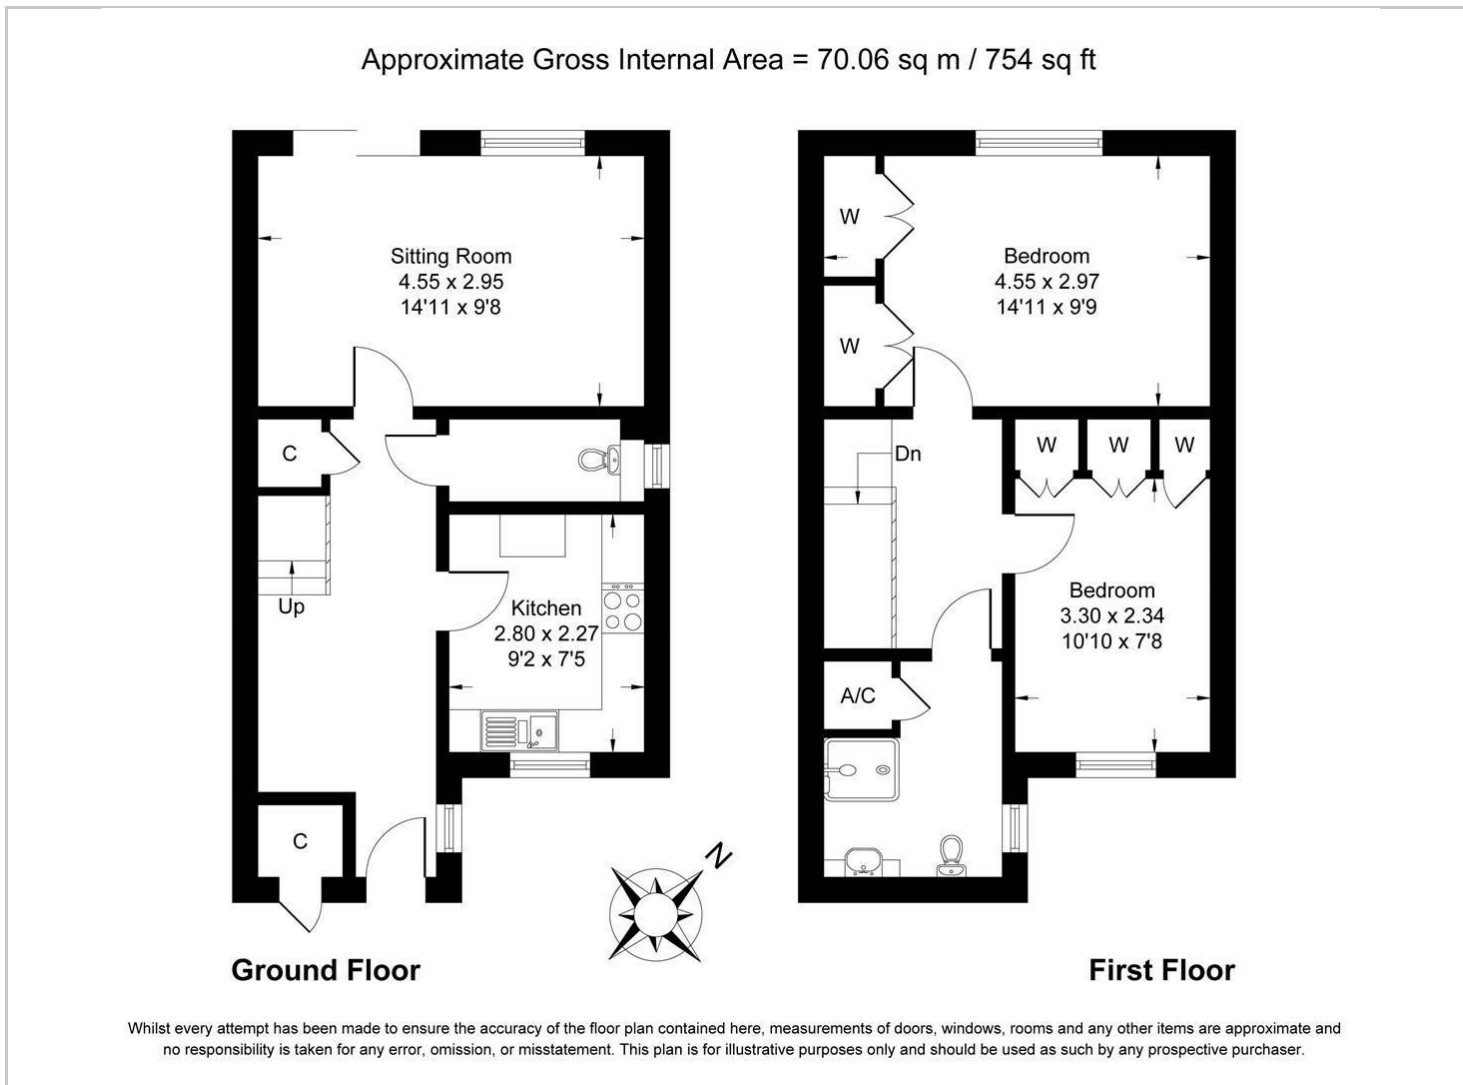 Approximate Gross Internal Area = 70.06 sq m / 754 sq ft
Sitting Room
4.55 x 2.95
14'11 x 9'8
C
Up
Kitchen
2.80 x 2.27
9'2 x 7'5
C
Ground Floor
W
W
Bedroom
4.55 x 2.97
14'11 x 9'9
Dn
W
W
W
Bedroom
3.30 x 2.34
10'10 x 7'8
A/C
N
First Floor
Whilst every attempt has been made to ensure the accuracy of the floor plan contained here, measurements of doors, windows, rooms and any other items are approximate and
no responsibility is taken for any error, omission, or misstatement. This plan is for illustrative purposes only and should be used as such by any prospective purchaser.